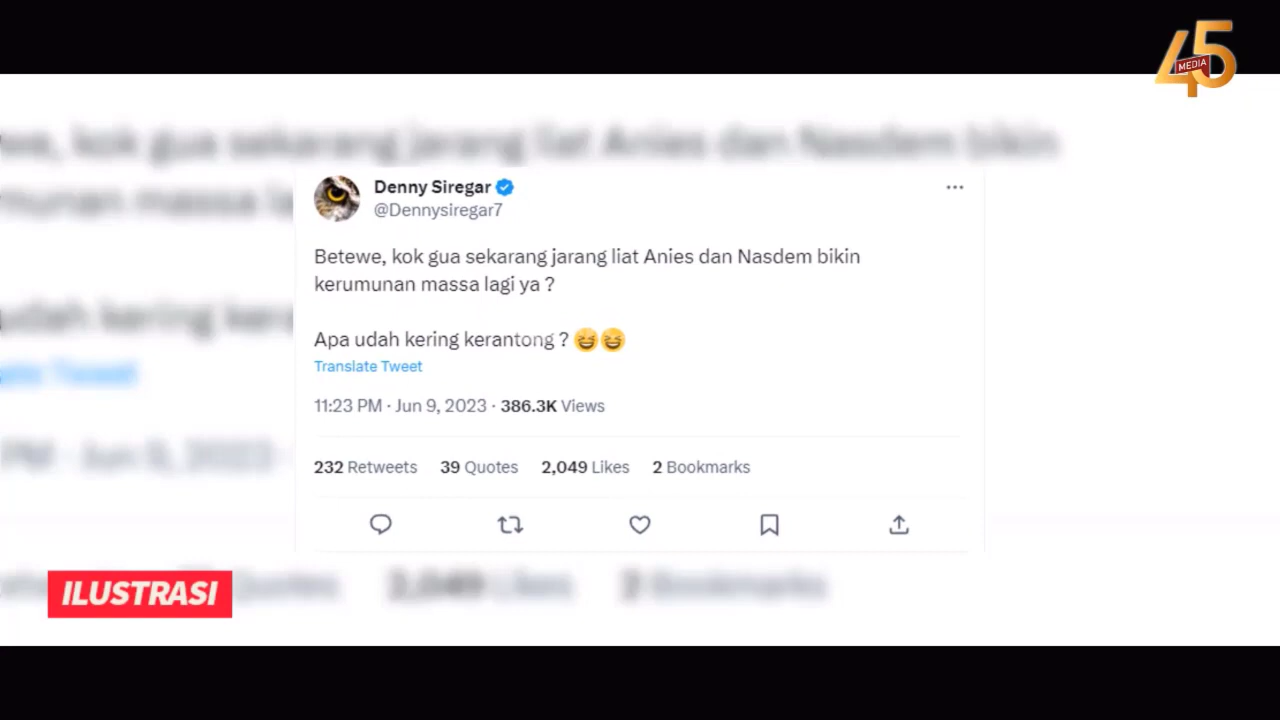 45
MEDIA
Denny Siregar
@Dennysiregar7
Betewe, kok gua sekarang jarang liat Anies dan Nasdem bikin
kerumunan massa lagi ya ?
Apa udah kering kerantong ? 😆😆
Translate Tweet
11:23 PM · Jun 9, 2023 · 386.3K Views
232 Retweets 39 Quotes 2,049 Likes 2 Bookmarks
ILUSTRASI